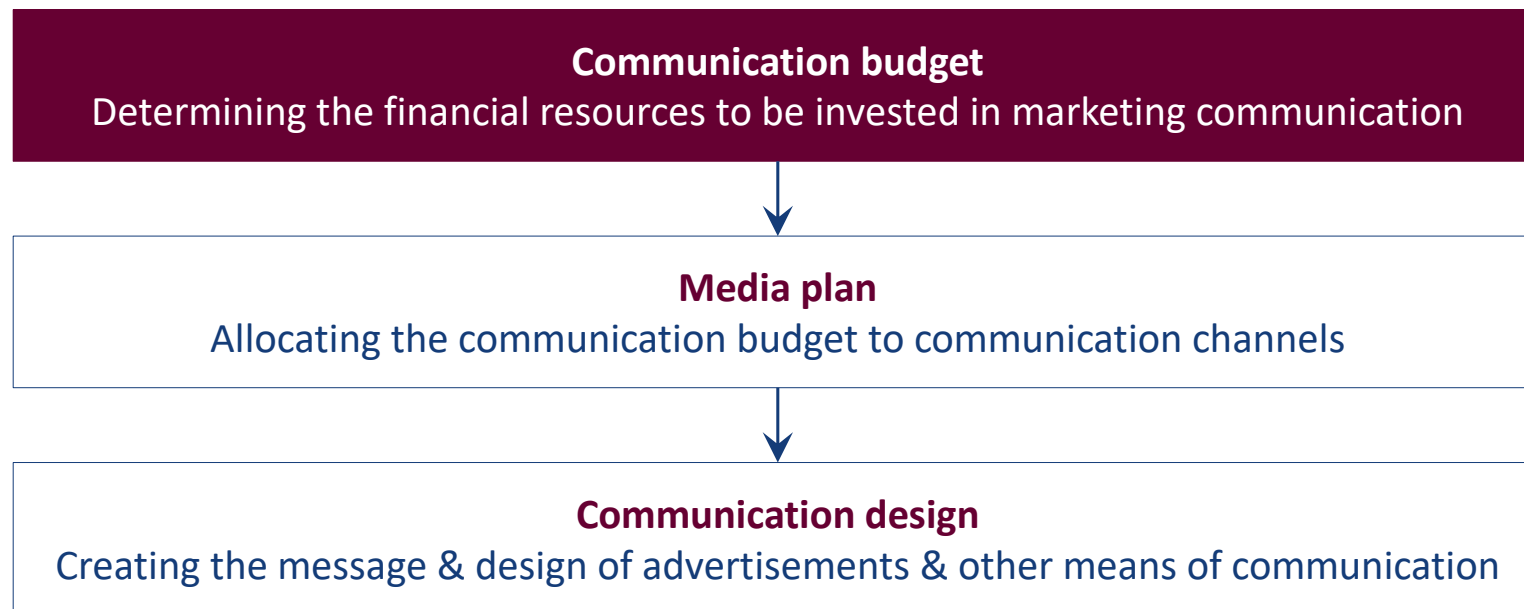 Communication budget
Determining the financial resources to be invested in marketing communication
Media plan
Allocating the communication budget to communication channels
Communication design
Creating the message & design of advertisements & other means of communication